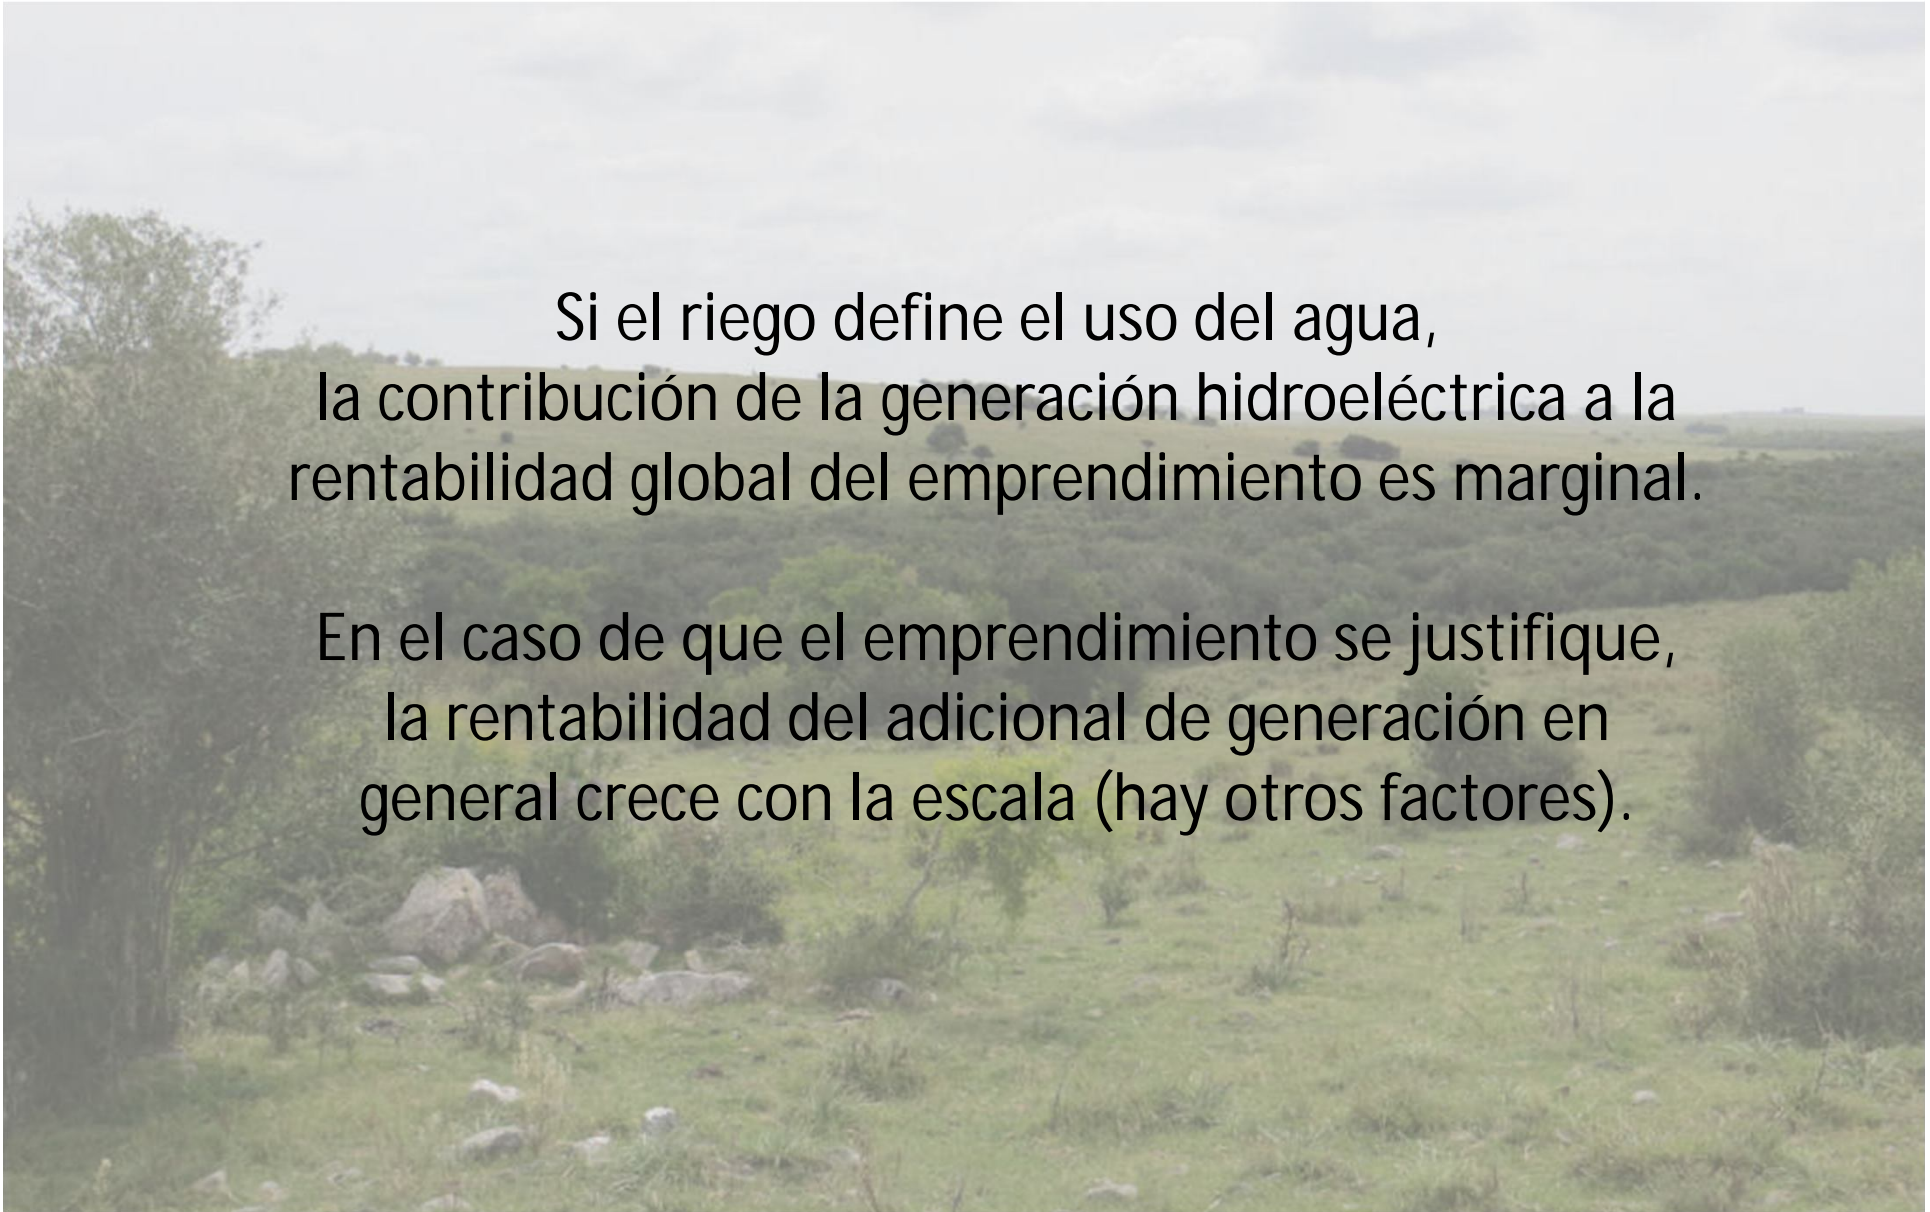 Si el riego define el uso del agua,
la contribución de la generación hidroeléctrica a la
rentabilidad global del emprendimiento es marginal.
En el caso de que el emprendimiento se justifique,
la rentabilidad del adicional de generación en
general crece con la escala (hay otros factores).